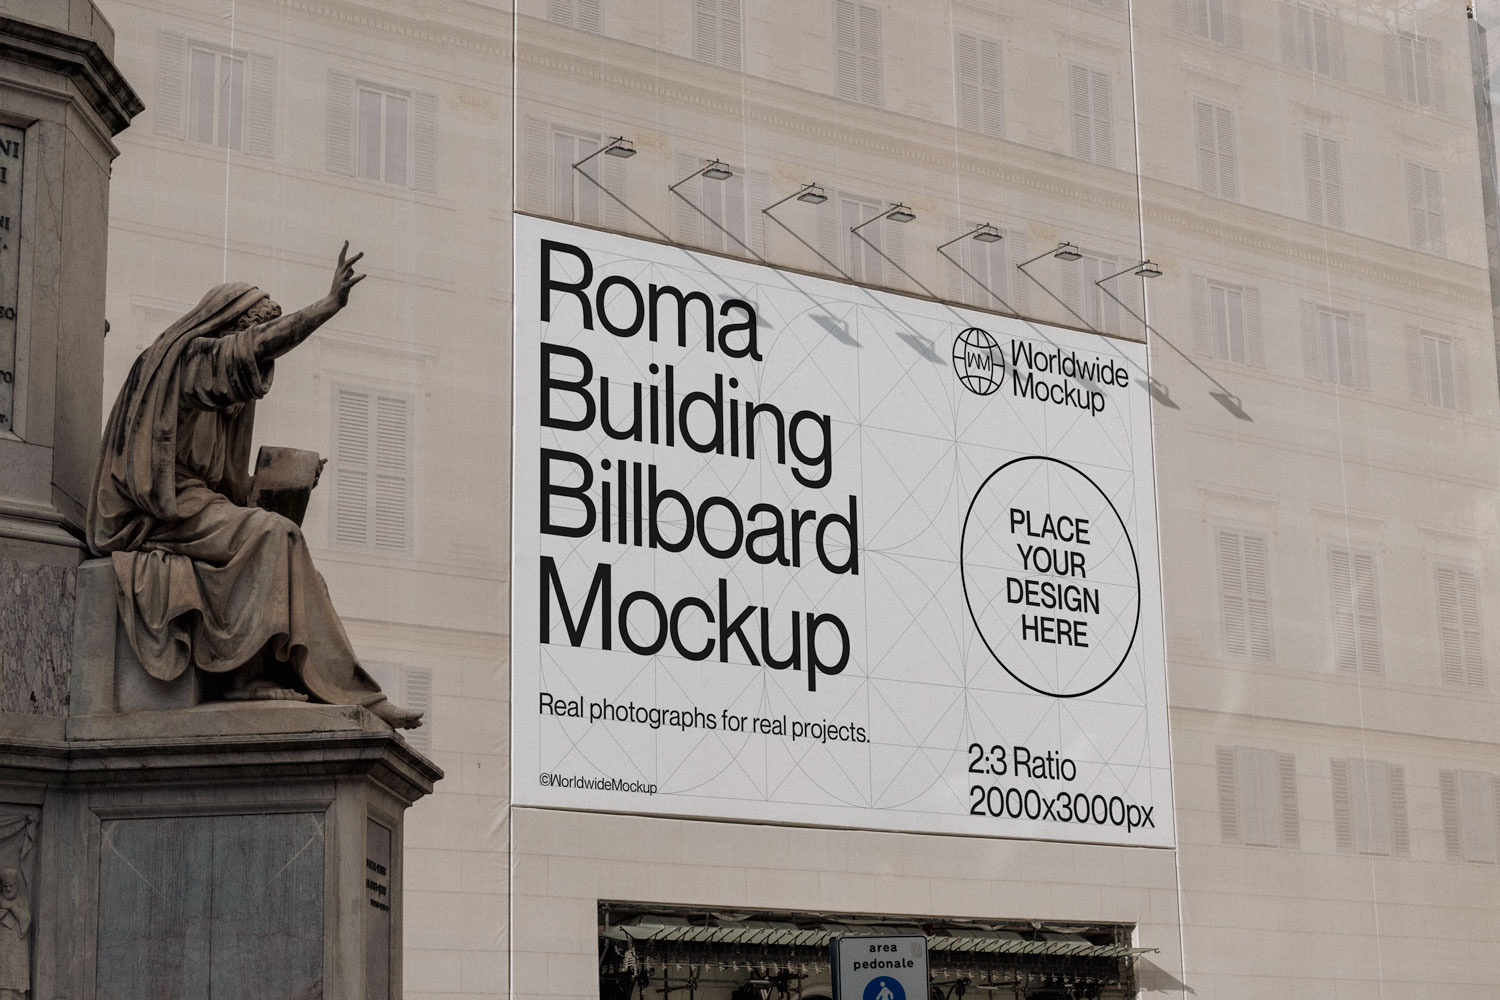 Roma
Building
Billboard
Mockup
Worldwide
Mockup
WM
PLACE
YOUR
DESIGN
HERE
Real photographs for real projects.
©WorldwideMockup
2:3 Ratio
2000x3000px
area
pedonale